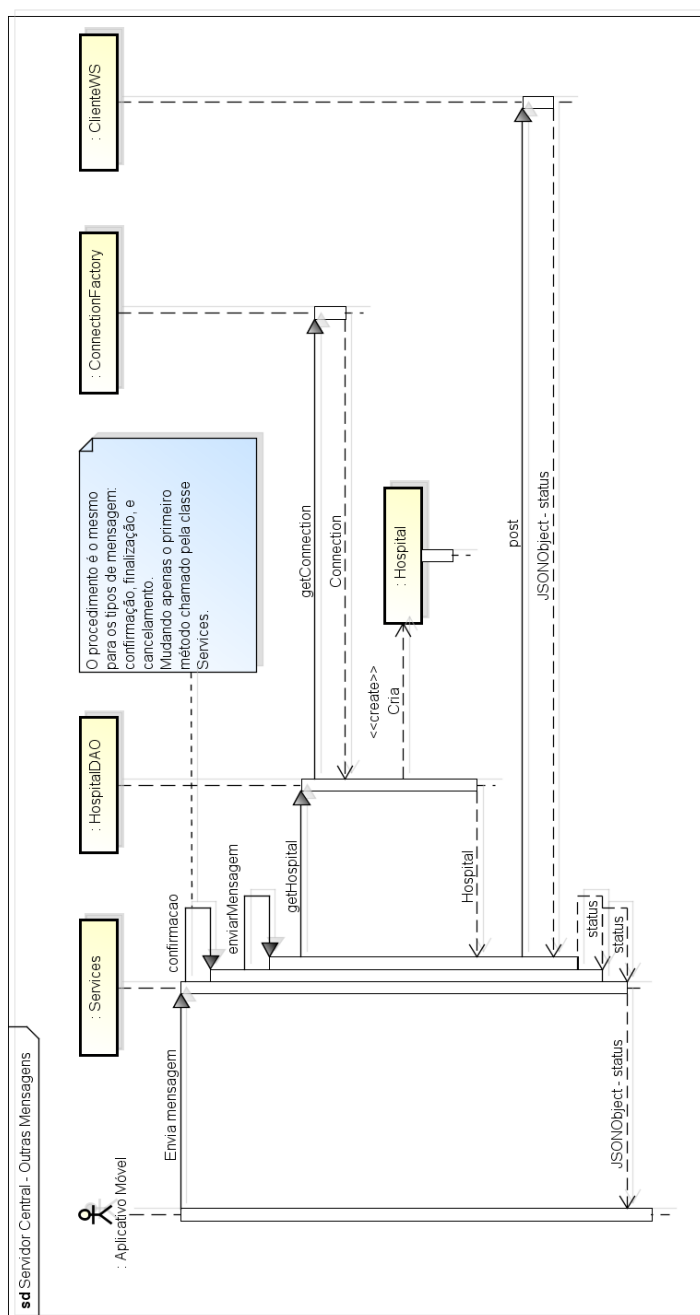 sd Servidor Central - Outras Mensagens
: Aplicativo Móvel
: Services
: HospitalDAO
: ConnectionFactory
: ClienteWS
O procedimento é o mesmo
para os tipos de mensagem:
confirmação, finalização, e
cancelamento.
Mudando apenas o primeiro
método chamado pela classe
Services.
Envia mensagem
confirmacao
enviarMensagem
getHospital
getConnection
Connection
<<create>>
Cria
: Hospital
Hospital
post
JSONObject - status
status
status
JSONObject - status